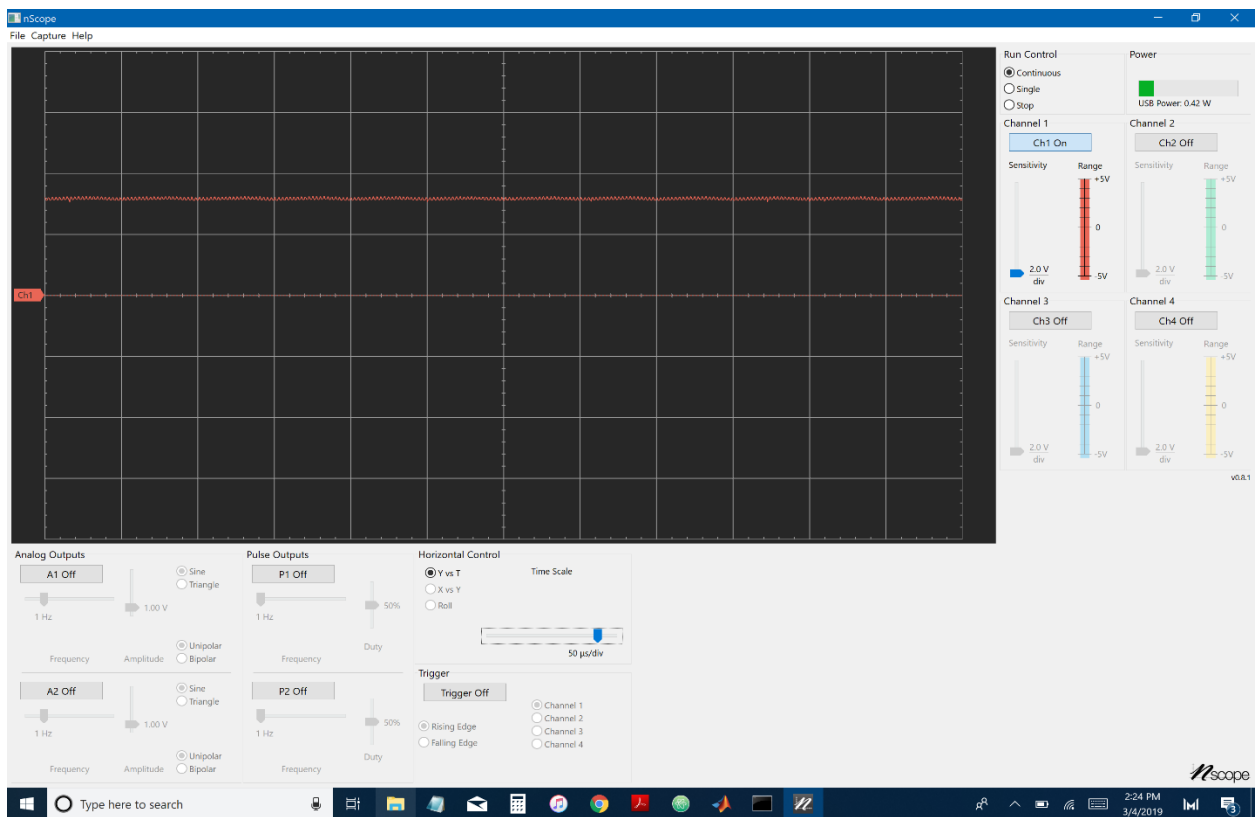 nScope
File Capture Help
Run Control
Continuous
Single
Stop
Power
USB Power: 0.42 W
Channel 1
Ch1 On
Sensitivity
Range
+5V
0
-5V
2.0 V
div
Channel 2
Ch2 Off
Sensitivity
Range
+5V
0
-5V
2.0 V
div
Ch1
Channel 3
Ch3 Off
Sensitivity
Range
+5V
0
-5V
2.0 V
div
Channel 4
Ch4 Off
Sensitivity
Range
+5V
0
-5V
2.0 V
div
v0.8.1
Analog Outputs
A1 Off
Sine
Triangle
1.00 V
1 Hz
Unipolar
Bipolar
Frequency
Amplitude
A2 Off
Sine
Triangle
1.00 V
1 Hz
Unipolar
Bipolar
Frequency
Amplitude
Pulse Outputs
P1 Off
50%
1 Hz
Duty
Frequency
P2 Off
50%
1 Hz
Duty
Frequency
Horizontal Control
Y vs T
X vs Y
Roll
Time Scale
50 µs/div
Trigger
Trigger Off
Rising Edge
Falling Edge
Channel 1
Channel 2
Channel 3
Channel 4
nscope
Type here to search
2:24 PM
3/4/2019
3